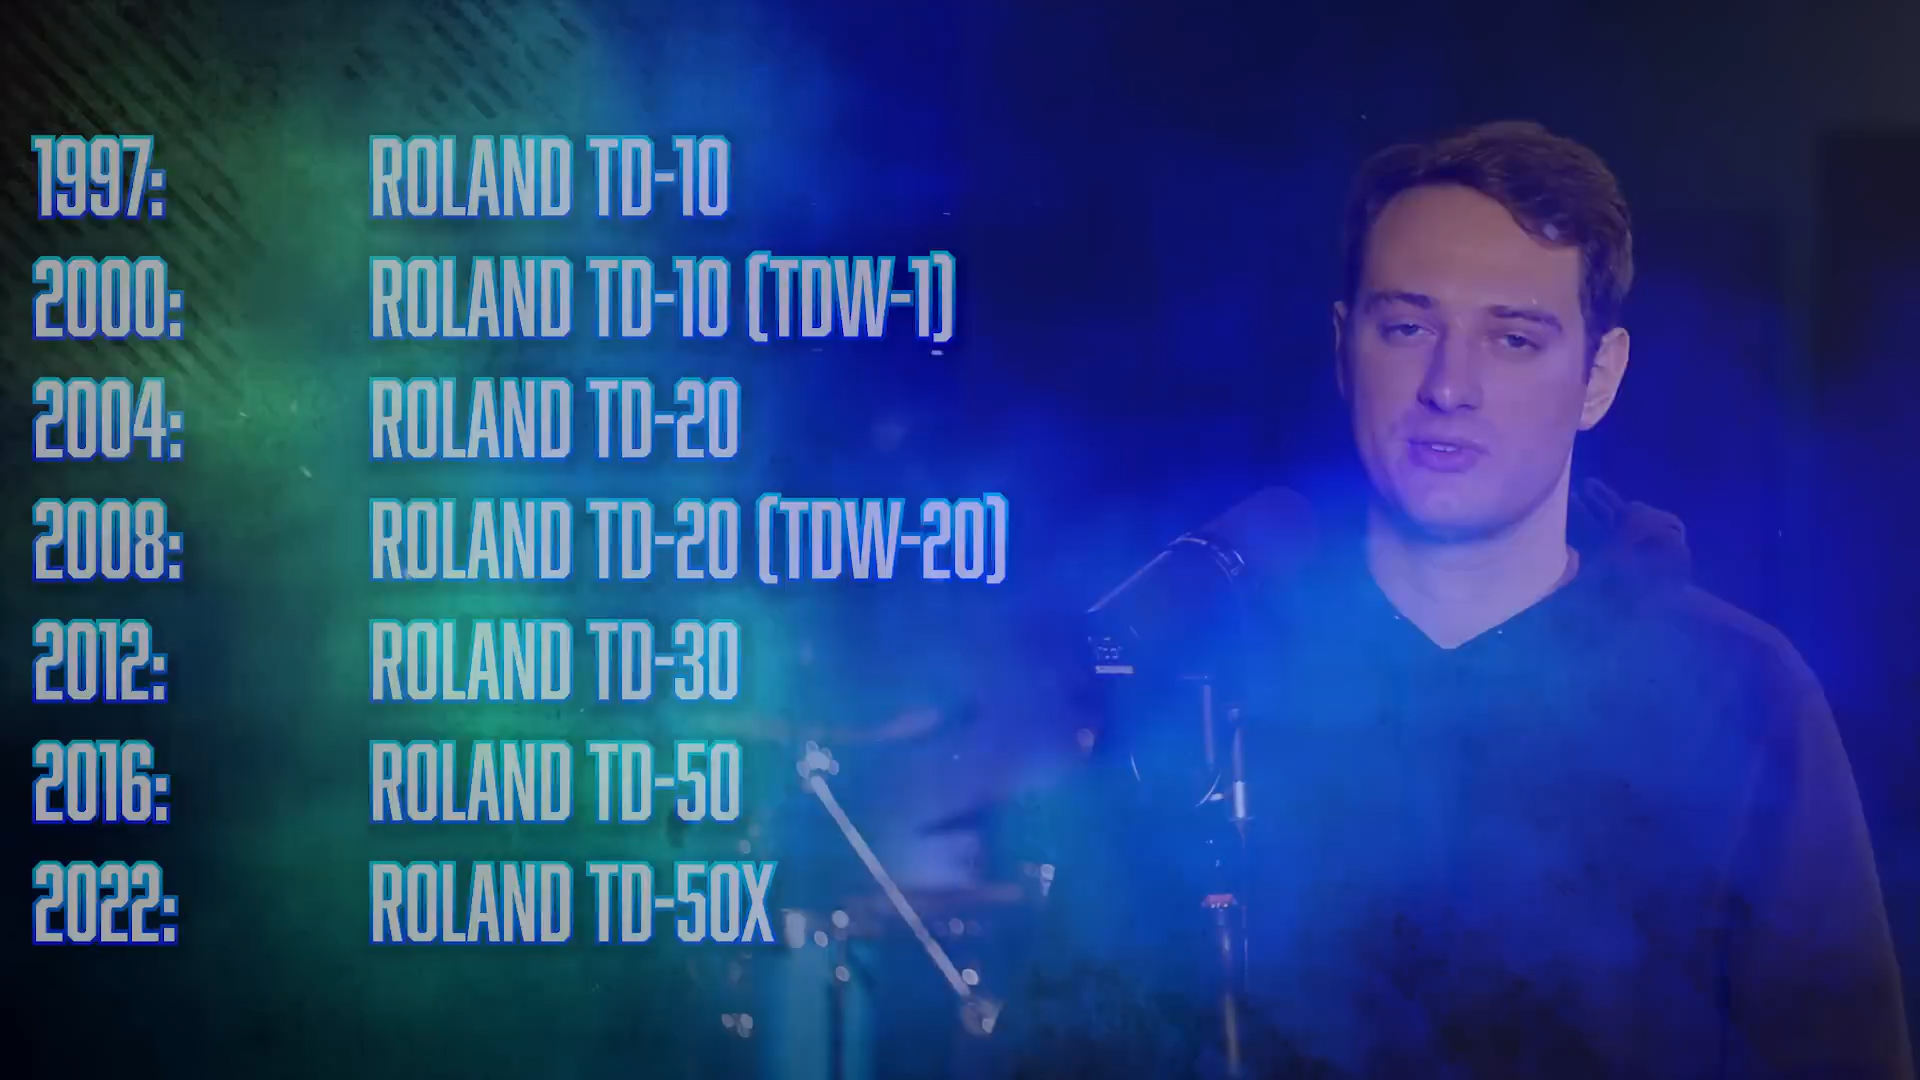 1997: ROLAND TD-10
2000: ROLAND TD-10 (TDW-1)
2004: ROLAND TD-20
2008: ROLAND TD-20 (TDW-20)
2012: ROLAND TD-30
2016: ROLAND TD-50
2022: ROLAND TD-50X